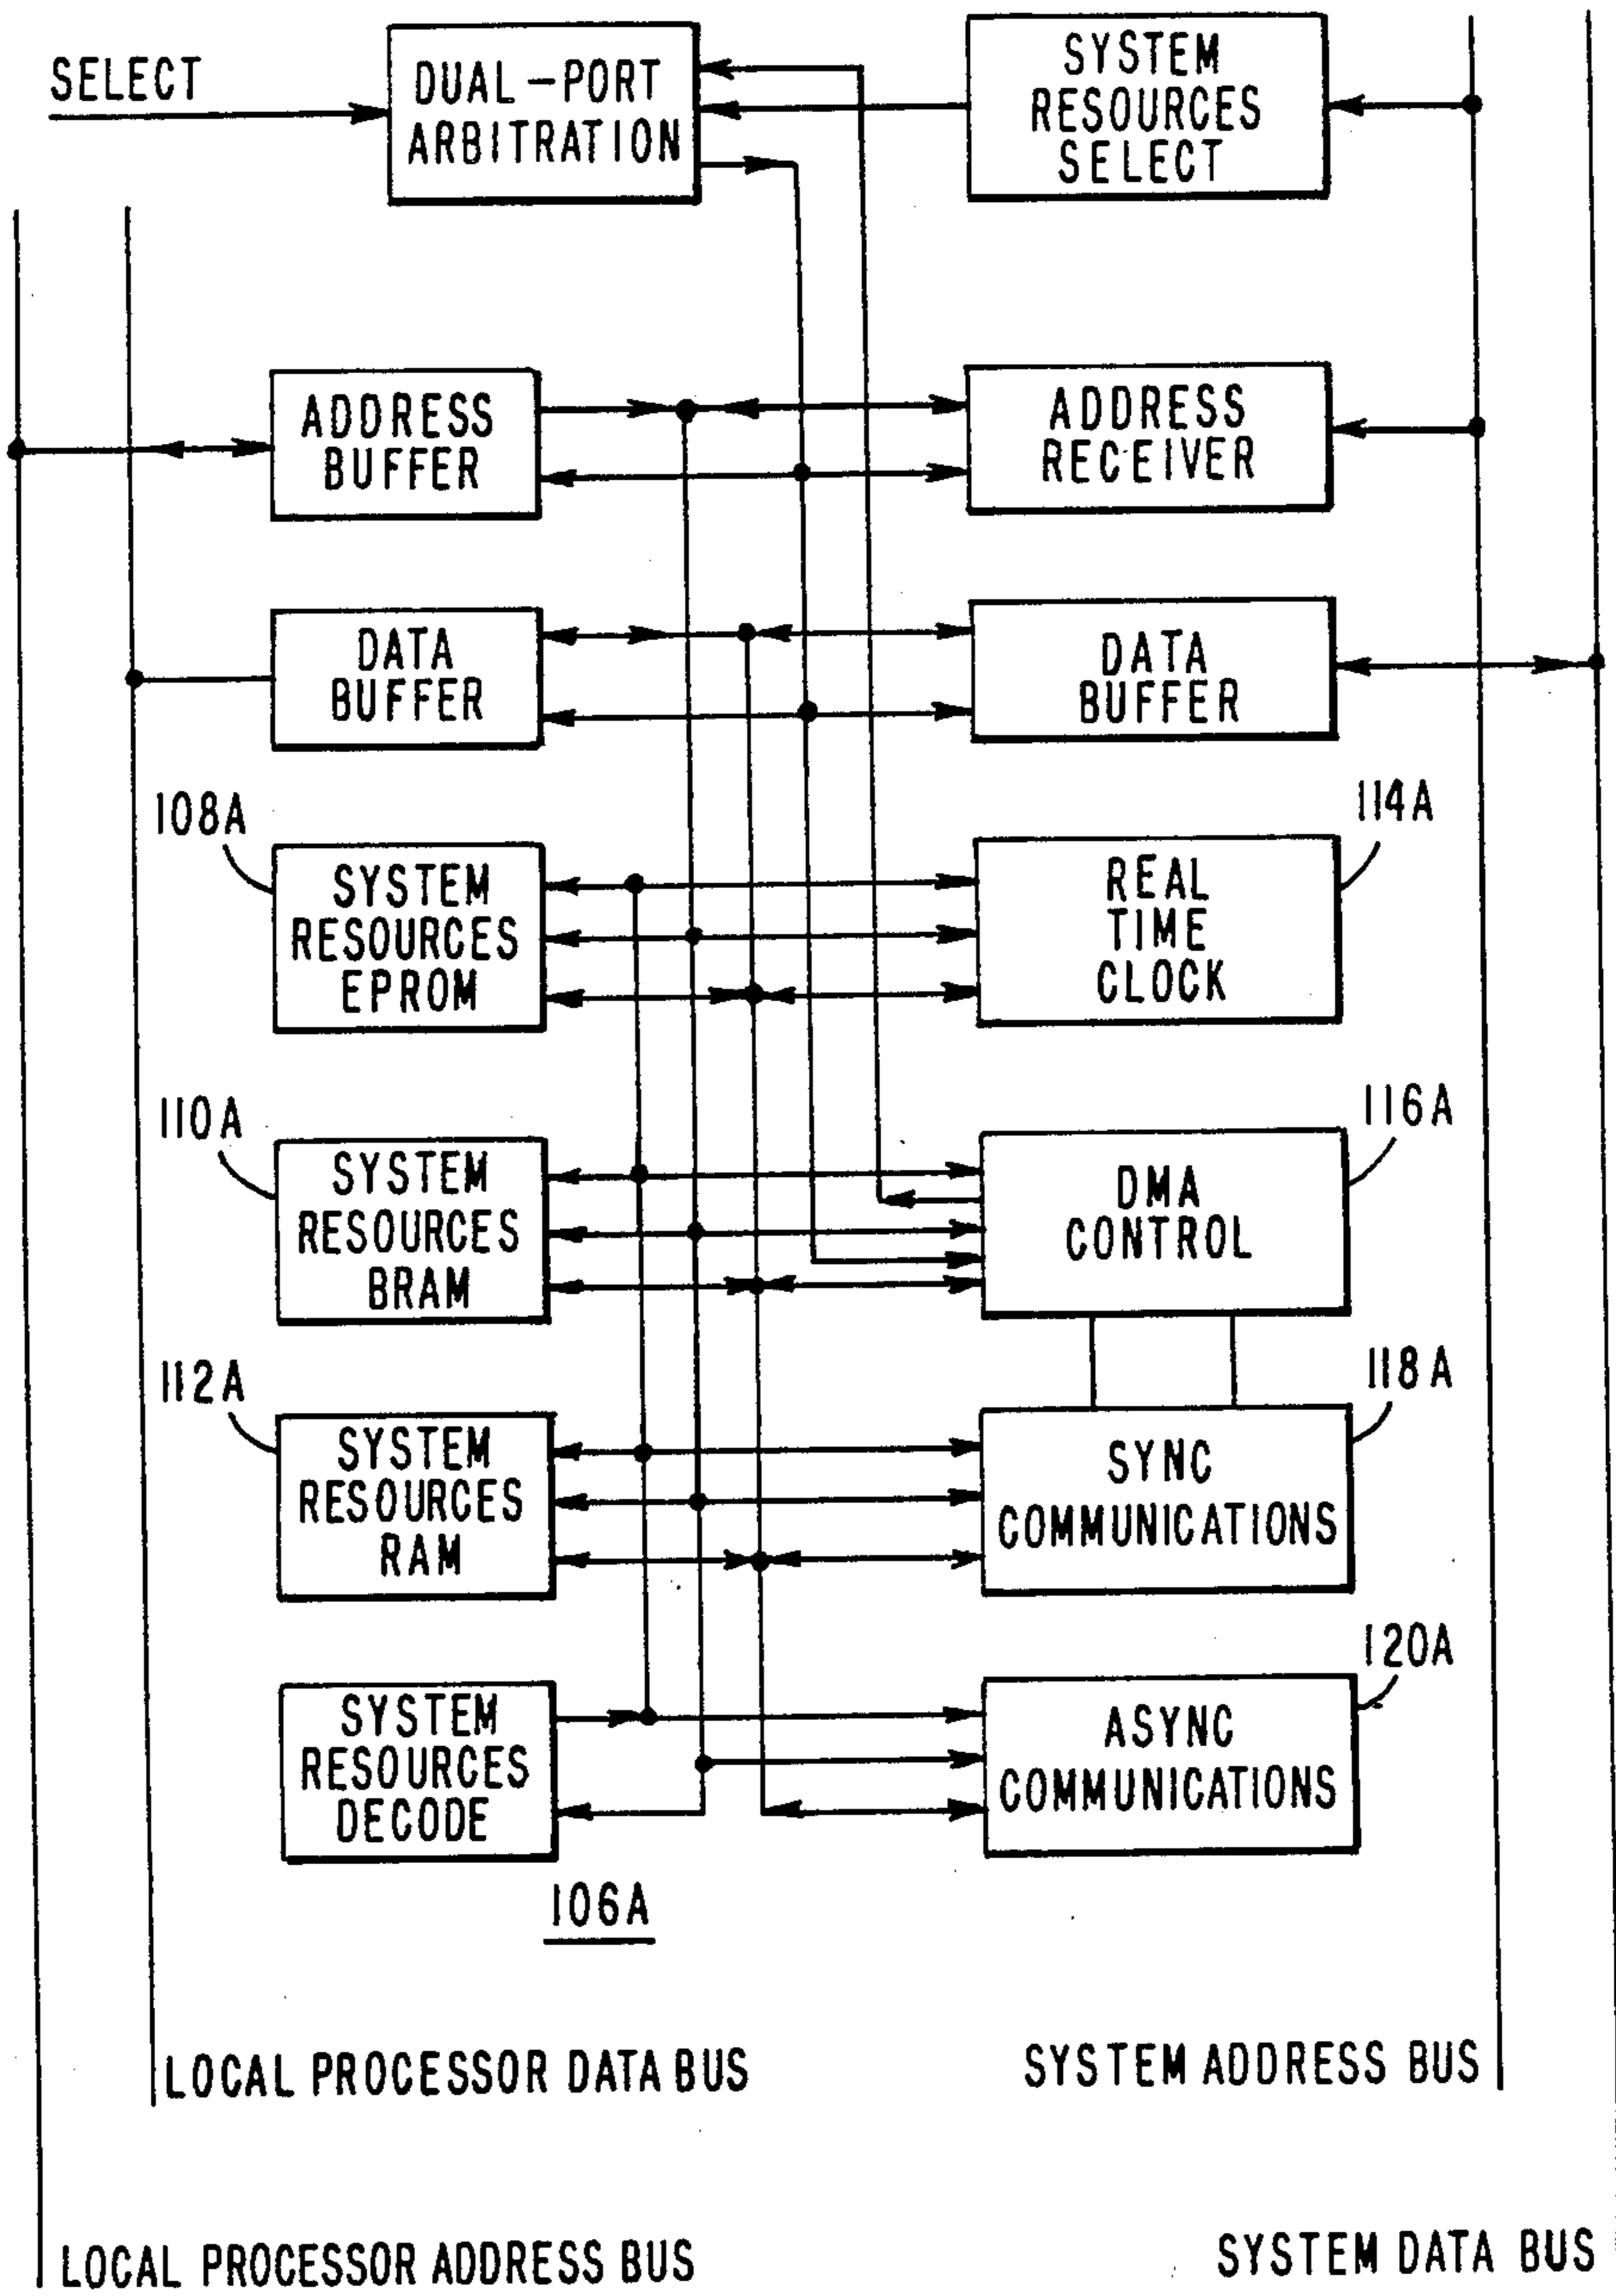 SELECT
DUAL-PORT
ARBITRATION
SYSTEM
RESOURCES
SELECT
ADDRESS
BUFFER
ADDRESS
RECEIVER
DATA
BUFFER
DATA
BUFFER
108A
SYSTEM
RESOURCES
EPROM
114A
REAL
TIME
CLOCK
110A
SYSTEM
RESOURCES
BRAM
116A
DMA
CONTROL
112A
SYSTEM
RESOURCES
RAM
118A
SYNC
COMMUNICATIONS
SYSTEM
RESOURCES
DECODE
120A
ASYNC
COMMUNICATIONS
106A
LOCAL PROCESSOR DATA BUS
SYSTEM ADDRESS BUS
LOCAL PROCESSOR ADDRESS BUS
SYSTEM DATA BUS